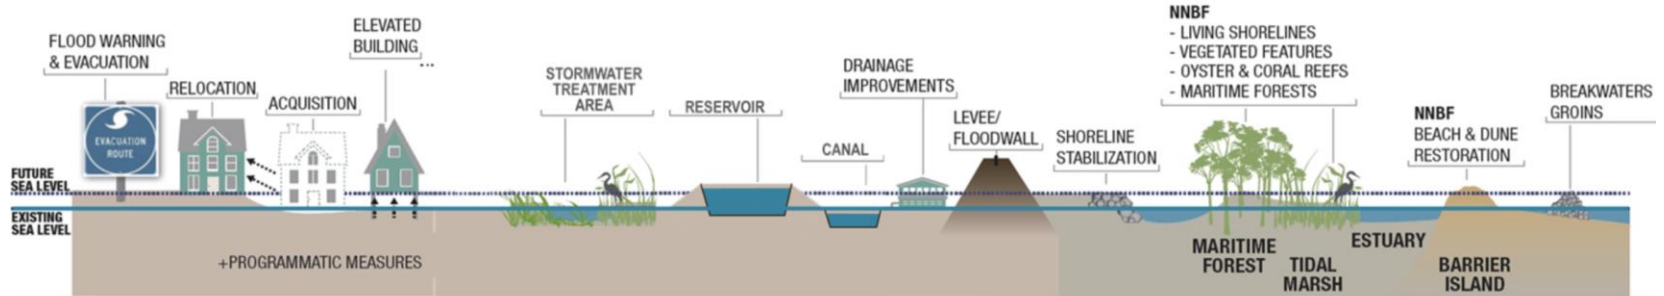 FLOOD WARNING
& EVACUATION
RELOCATION
ACQUISITION
ELEVATED
BUILDING
...
EVACUATION
ROUTE
STORMWATER
TREATMENT
AREA
RESERVOIR
CANAL
DRAINAGE
IMPROVEMENTS
LEVEE/
FLOODWALL
SHORELINE
STABILIZATION
NNBF
- LIVING SHORELINES
- VEGETATED FEATURES
- OYSTER & CORAL REEFS
- MARITIME FORESTS
NNBF
BEACH & DUNE
RESTORATION
BREAKWATERS
GROINS
FUTURE
SEA LEVEL
EXISTING
SEA LEVEL
+PROGRAMMATIC MEASURES
MARITIME
FOREST
TIDAL
MARSH
ESTUARY
BARRIER
ISLAND